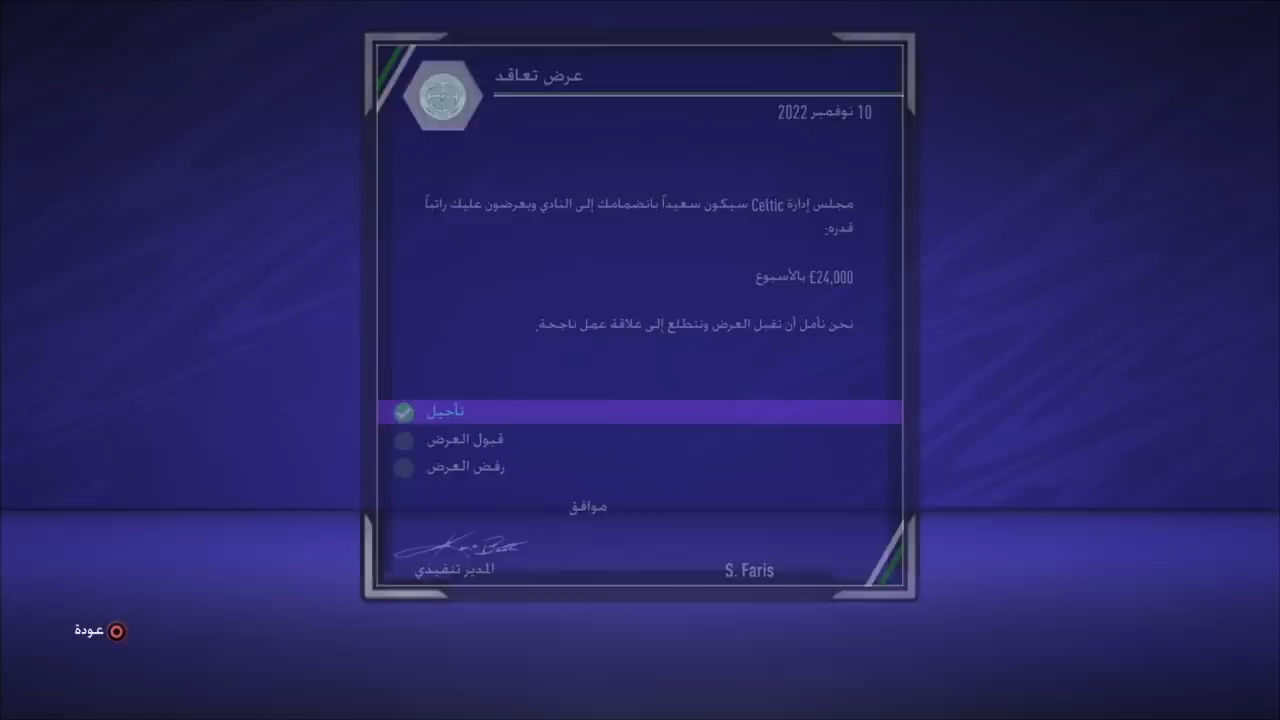 عرض تعاقد
10 نوفمبر 2022
مجلس إدارة Celtic سيكون سعيداً بانضمامك إلى النادي ويعرضون عليك راتباً
قدره:
£24,000 بالأسبوع
نحن نأمل أن تقبل العرض ونتطلع إلى علاقة عمل ناجحة.
تأجيل
قبول العرض
رفض العرض
موافق
المدير تنفيذي
S. Faris
عودة